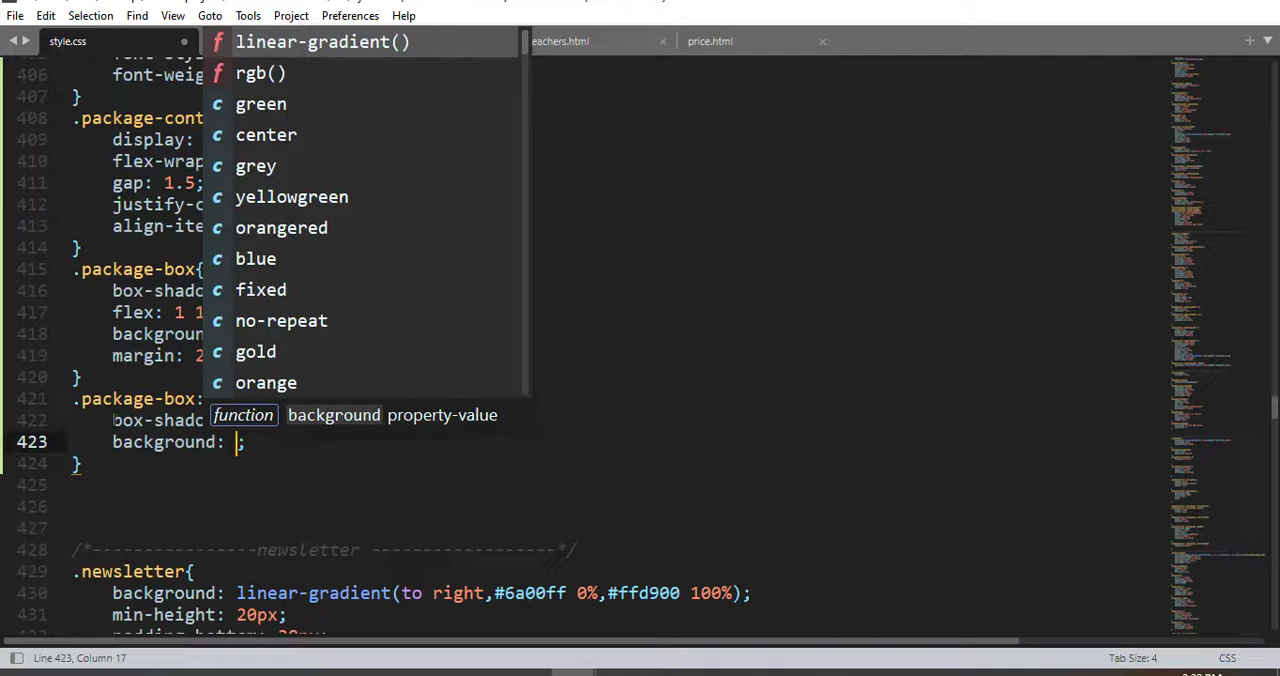 File Edit Selection Find View Goto Tools Project Preferences Help
style.css eachers.html price.html
406 font-weig
407 }
408 .package-cont
409 display:
410 flex-wrap
411 gap: 1.5;
412 justify-c
413 align-ite
414 }
415 .package-box{
416 box-shado
417 flex: 1 1
418 backgroun
419 margin: 2
420 }
421 .package-box:
422 box-shado
423 background: ;
424 }
425
426
427
428 /*----------------newsletter ------------------*/
429 .newsletter{
430 background: linear-gradient(to right,#6a00ff 0%,#ffd900 100%);
431 min-height: 20px;
f linear-gradient()
f rgb()
c green
c center
c grey
c yellowgreen
c orangered
c blue
c fixed
c no-repeat
c gold
c orange
function background property-value
Line 423, Column 17 Tab Size: 4 CSS